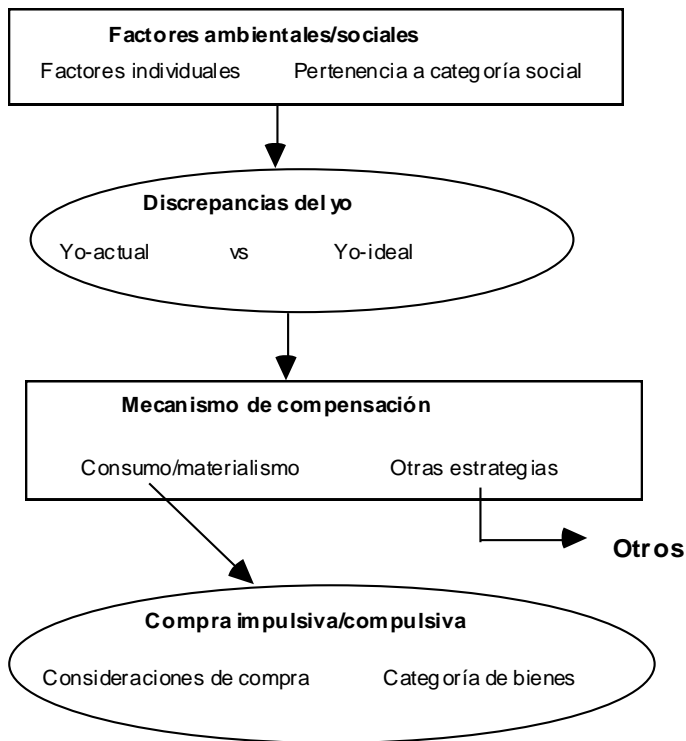 Factores ambientales/sociales
Factores individuales Pertenencia a categoría social
Discrepancias del yo
Yo-actual vs Yo-ideal
Mecanismo de compensación
Consumo/materialismo Otras estrategias
Otros
Compra impulsiva/compulsiva
Consideraciones de compra Categoría de bienes